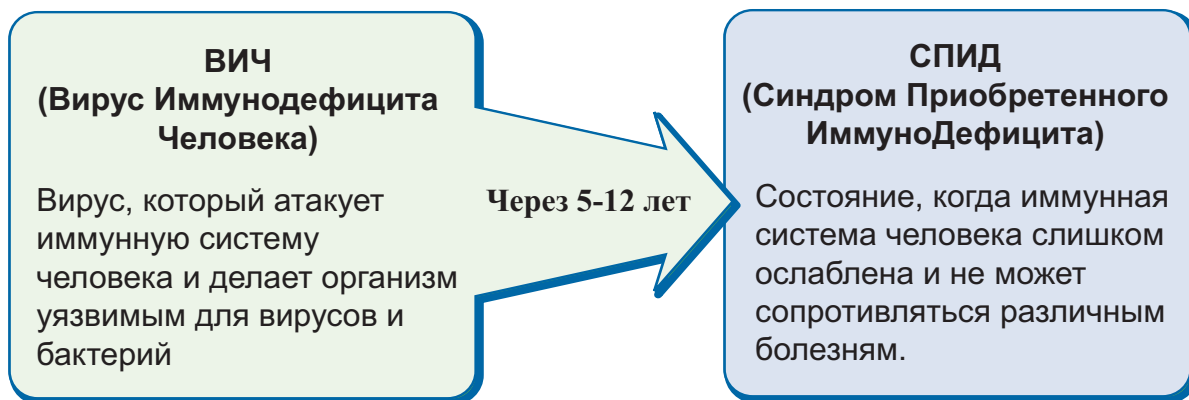 ВИЧ
(Вирус Иммунодефицита
Человека)
Вирус, который атакует
иммунную систему
человека и делает организм
уязвимым для вирусов и
бактерий
Через 5-12 лет
СПИД
(Синдром Приобретенного
ИммуноДефицита)
Состояние, когда иммунная
система человека слишком
ослаблена и не может
сопротивляться различным
болезням.